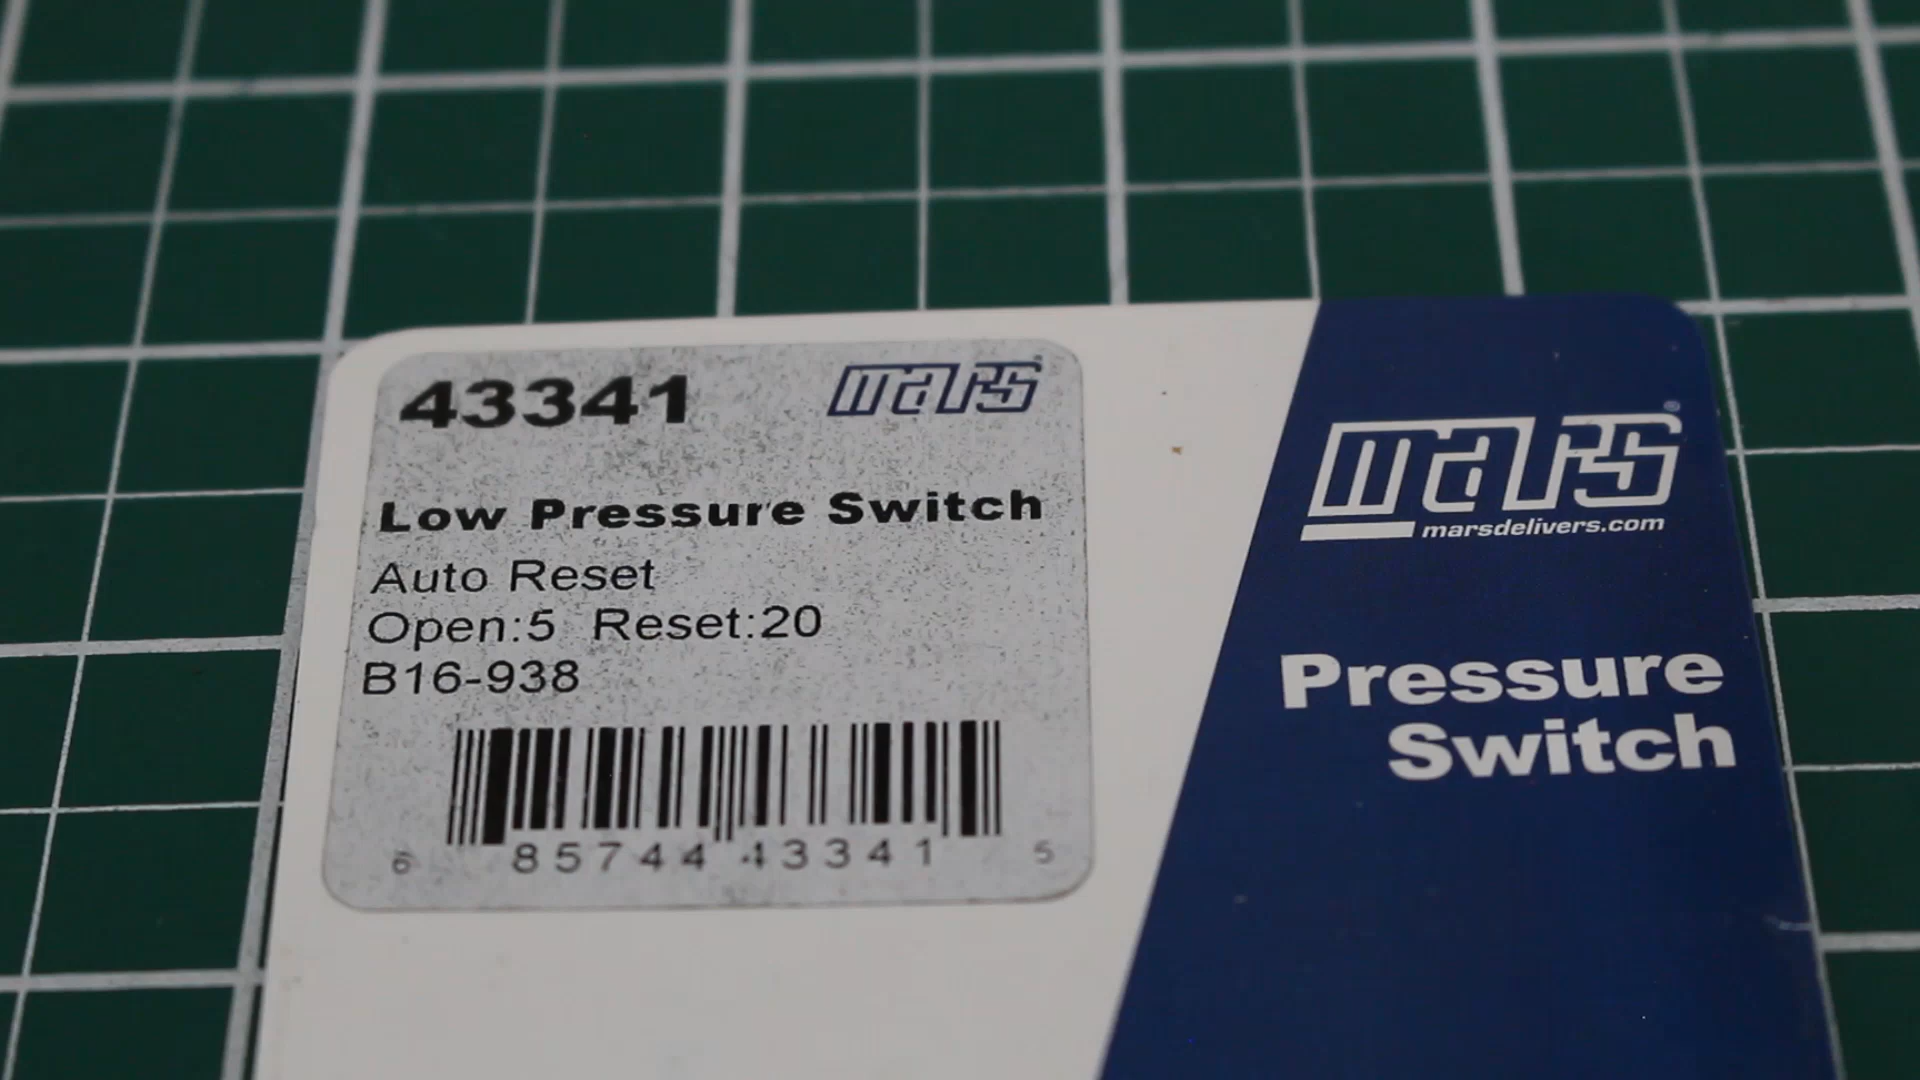 43341 mars®
Low Pressure Switch
Auto Reset
Open:5 Reset:20
B16-938
6 85744 43341 5
mars®
marsdelivers.com
Pressure
Switch